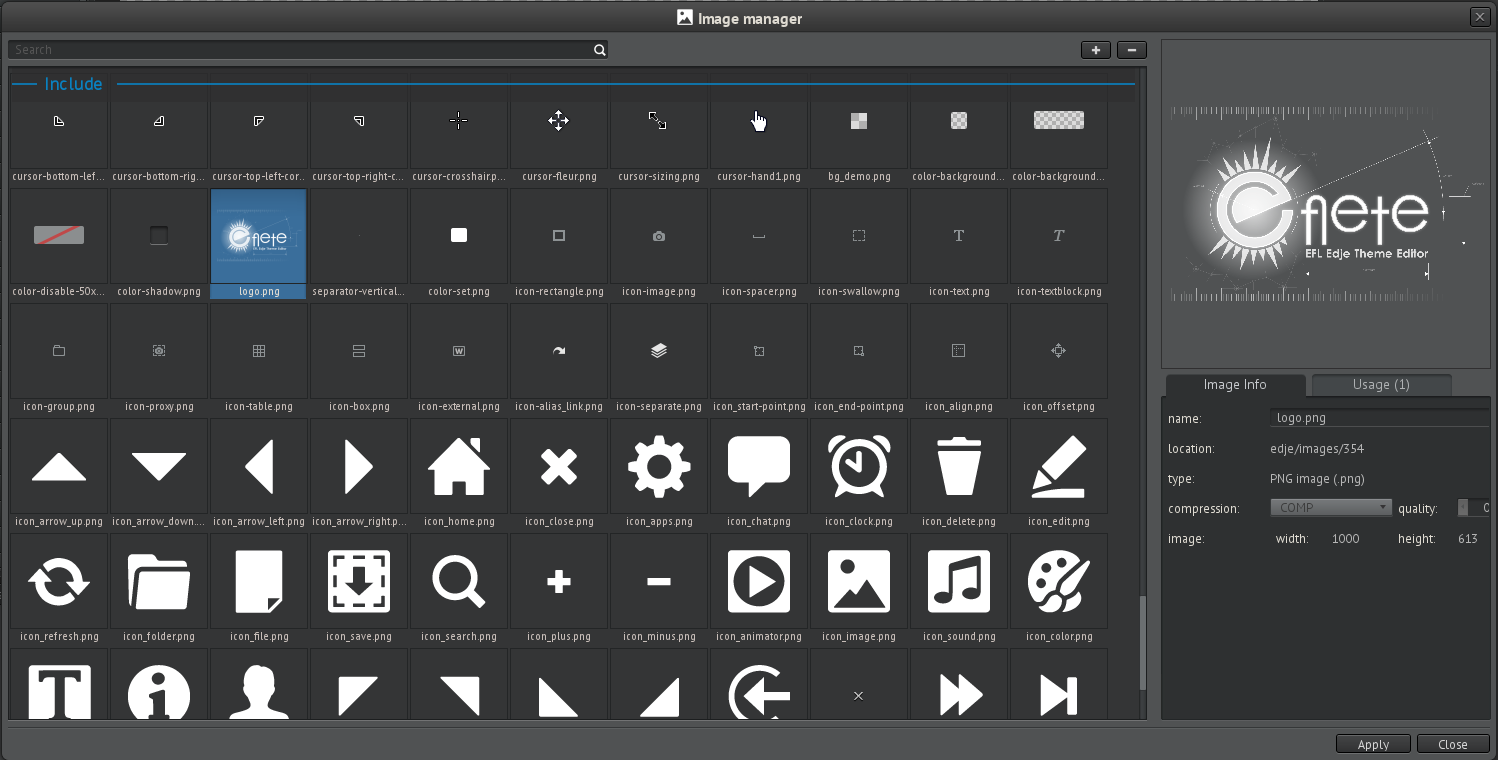 Image manager
Search
Include
cursor-bottom-lef...
cursor-bottom-rig...
cursor-top-left-cor...
cursor-top-right-c...
cursor-crosshair.p...
cursor-fleur.png
cursor-sizing.png
cursor-hand1.png
bg_demo.png
color-background...
color-background...
color-disable-50x...
color-shadow.png
logo.png
separator-vertical...
color-set.png
icon-rectangle.png
icon-image.png
icon-spacer.png
icon-swallow.png
icon-text.png
icon-textblock.png
icon-group.png
icon-proxy.png
icon-table.png
icon-box.png
icon-external.png
icon-alias_link.png
icon-separate.png
icon_start-point.png
icon_end-point.png
icon_align.png
icon_offset.png
icon_arrow_up.png
icon_arrow_down....
icon_arrow_left.png
icon_arrow_right.p...
icon_home.png
icon_close.png
icon_apps.png
icon_chat.png
icon_clock.png
icon_delete.png
icon_edit.png
icon_refresh.png
icon_folder.png
icon_file.png
icon_save.png
icon_search.png
icon_plus.png
icon_minus.png
icon_animator.png
icon_image.png
icon_sound.png
icon_color.png
eflete
EFL Edje Theme Editor
Image Info
Usage (1)
name: logo.png
location: edje/images/354
type: PNG image (.png)
compression: COMP quality: 0
image: width: 1000 height: 613
Apply
Close